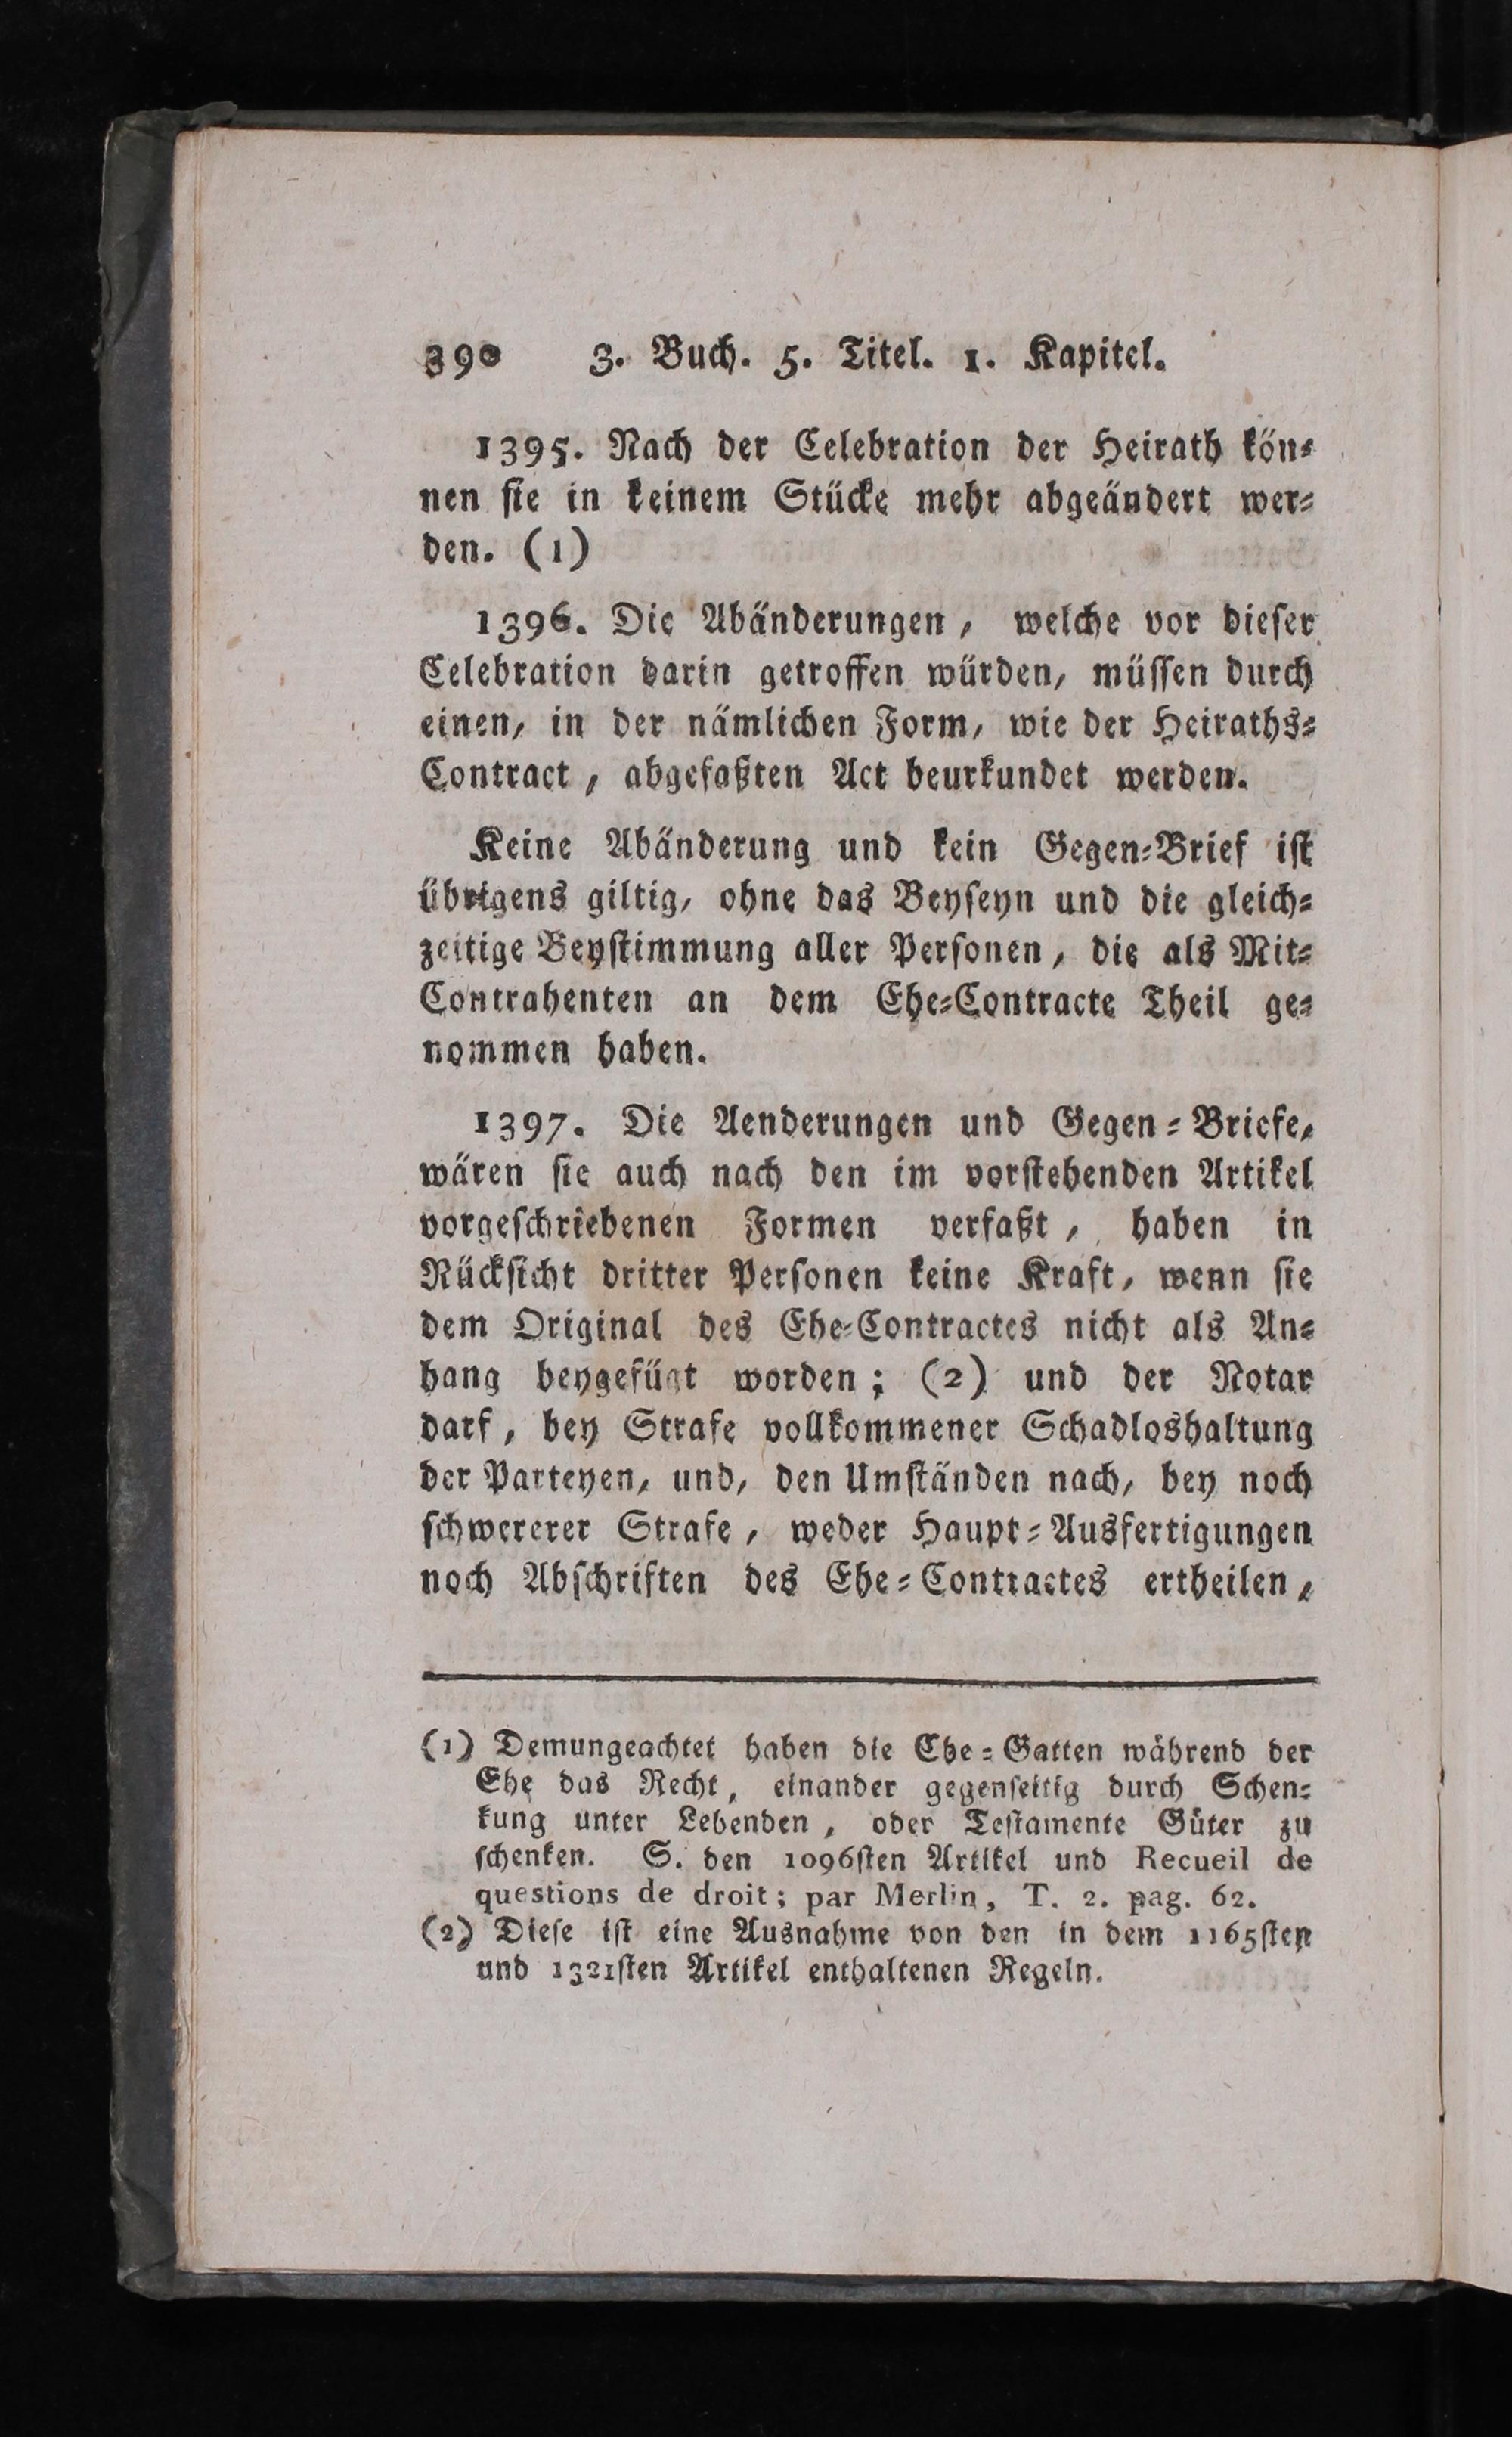 390 3. Buch. 5. Titel. 1. Kapitel.
1395. Nach der Celebration der Heirath kön⸗
nen ſie in keinem Stücke mehr abgeändert wer⸗
den. (1)
1396. Die Abänderungen, welche vor dieſer
Celebration darin getroffen würden, müſſen durch
einen, in der nämlichen Form, wie der Heiraths⸗
Contract, abgefaßten Act beurkundet werden.
Keine Abänderung und kein Gegen⸗Brief iſt
übrigens giltig, ohne das Beyſeyn und die gleich⸗
zeitige Beyſtimmung aller Perſonen, die als Mit⸗
Contrahenten an dem Ehe⸗Contracte Theil ge⸗
nommen haben.
1397. Die Aenderungen und Gegen⸗Briefe,
wären ſie auch nach den im vorſtehenden Artikel
vorgeſchriebenen Formen verfaßt, haben in
Rückſicht dritter Perſonen keine Kraft, wenn ſie
dem Original des Ehe⸗Contractes nicht als An⸗
hang beygefügt worden; (2) und der Notar
darf, bey Strafe vollkommener Schadloshaltung
der Parteyen, und, den Umſtänden nach, bey noch
ſchwererer Strafe, weder Haupt⸗Ausfertigungen
noch Abſchriften des Ehe⸗Contractes ertheilen,
(1) Demungeachtet haben die Ehe⸗Gatten während der
Ehe das Recht, einander gegenſeitig durch Schen⸗
kung unter Lebenden, oder Teſtamente Güter zu
ſchenken. S. den 1096ſten Artikel und Recueil de
questions de droit; par Merlin, T. 2. pag. 62.
(2) Dieſe iſt eine Ausnahme von den in dem 1165ſten
und 1321ſten Artikel enthaltenen Regeln.